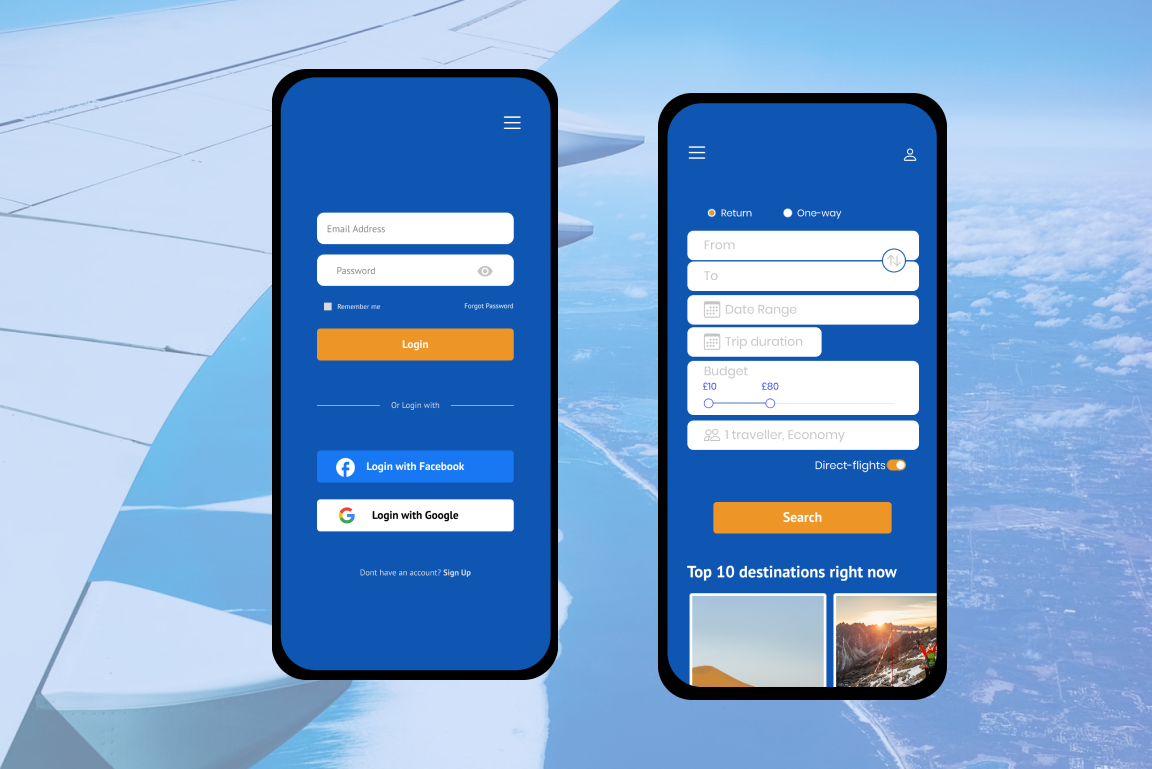 Email Address
Password
Remember me
Forgot Password
Login
Or Login with
Login with Facebook
Login with Google
Dont have an account? Sign Up
Return
One-way
From
To
Date Range
Trip duration
Budget
£10
£80
1 traveller, Economy
Direct-flights
Search
Top 10 destinations right now